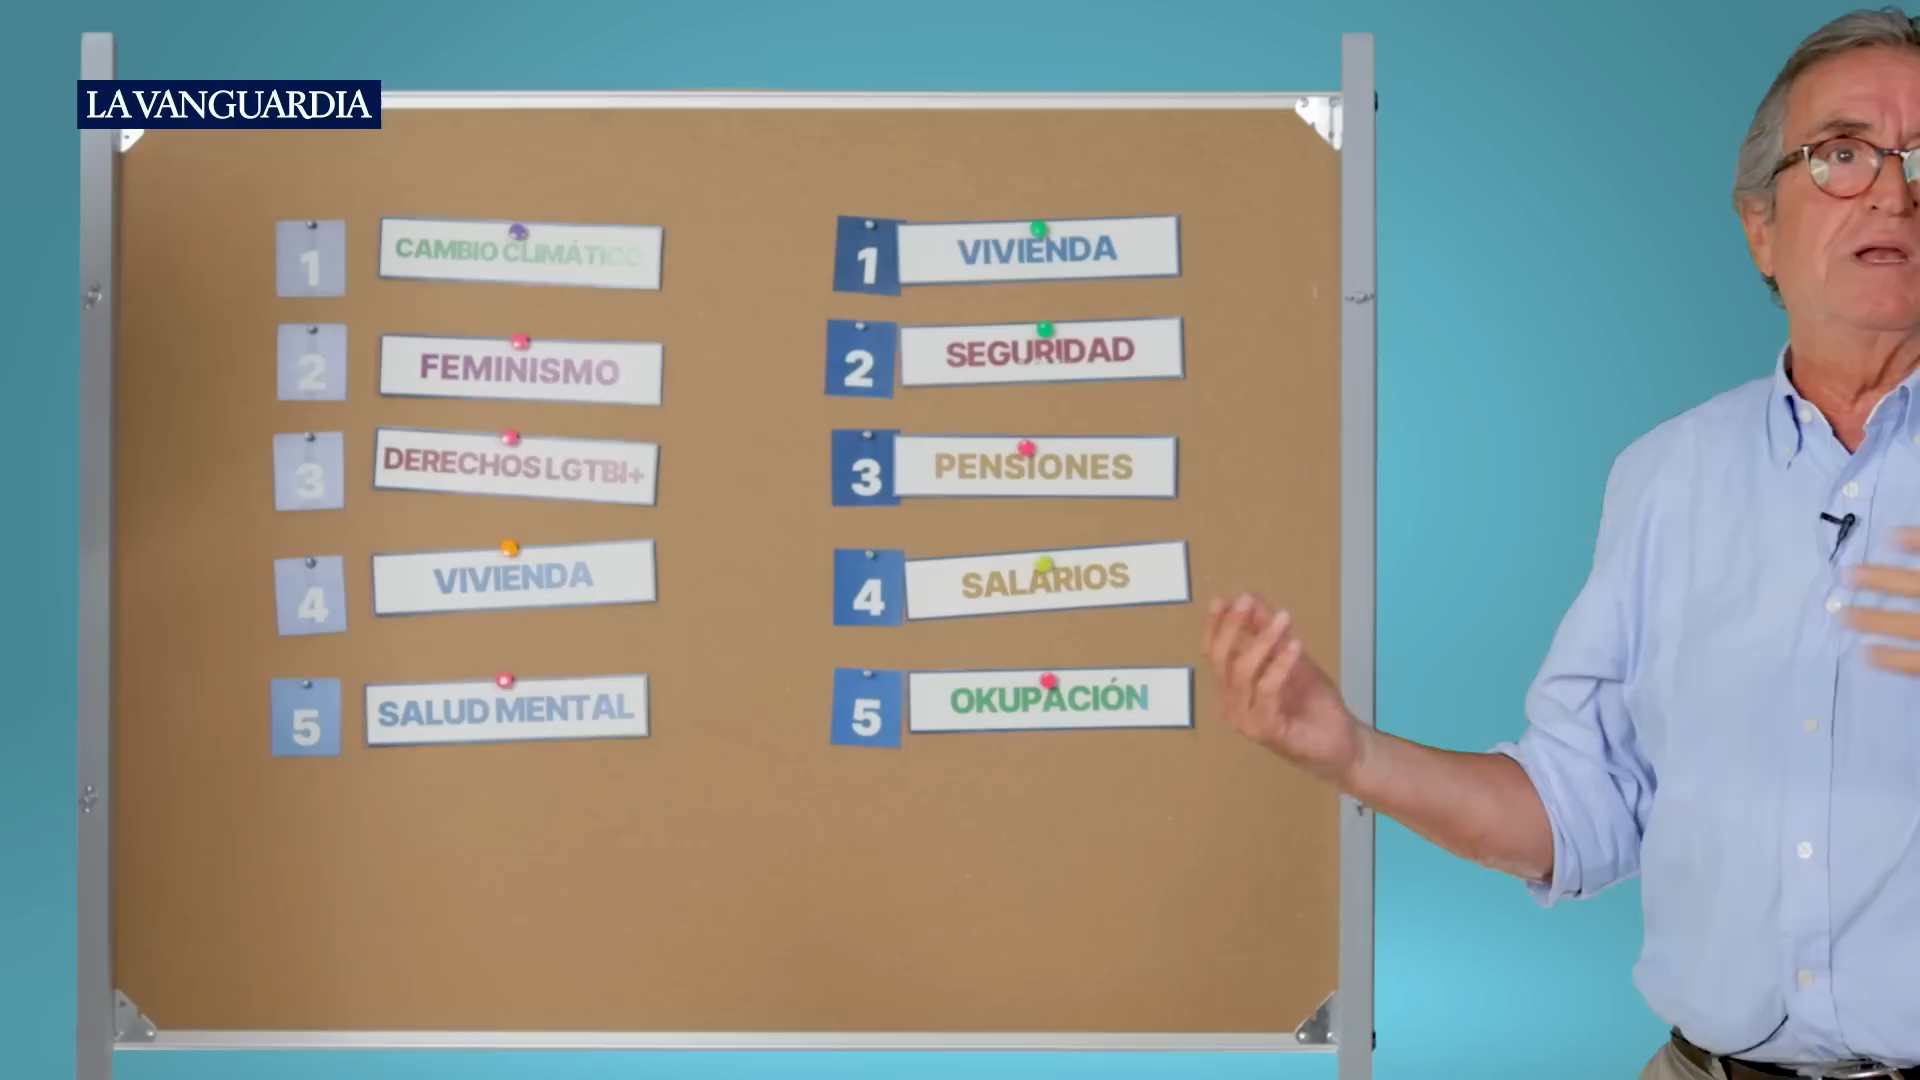 LA VANGUARDIA
1 CAMBIO CLIMÁTICO
2 FEMINISMO
3 DERECHOS LGTBI+
4 VIVIENDA
5 SALUD MENTAL
1 VIVIENDA
2 SEGURIDAD
3 PENSIONES
4 SALARIOS
5 OKUPACIÓN